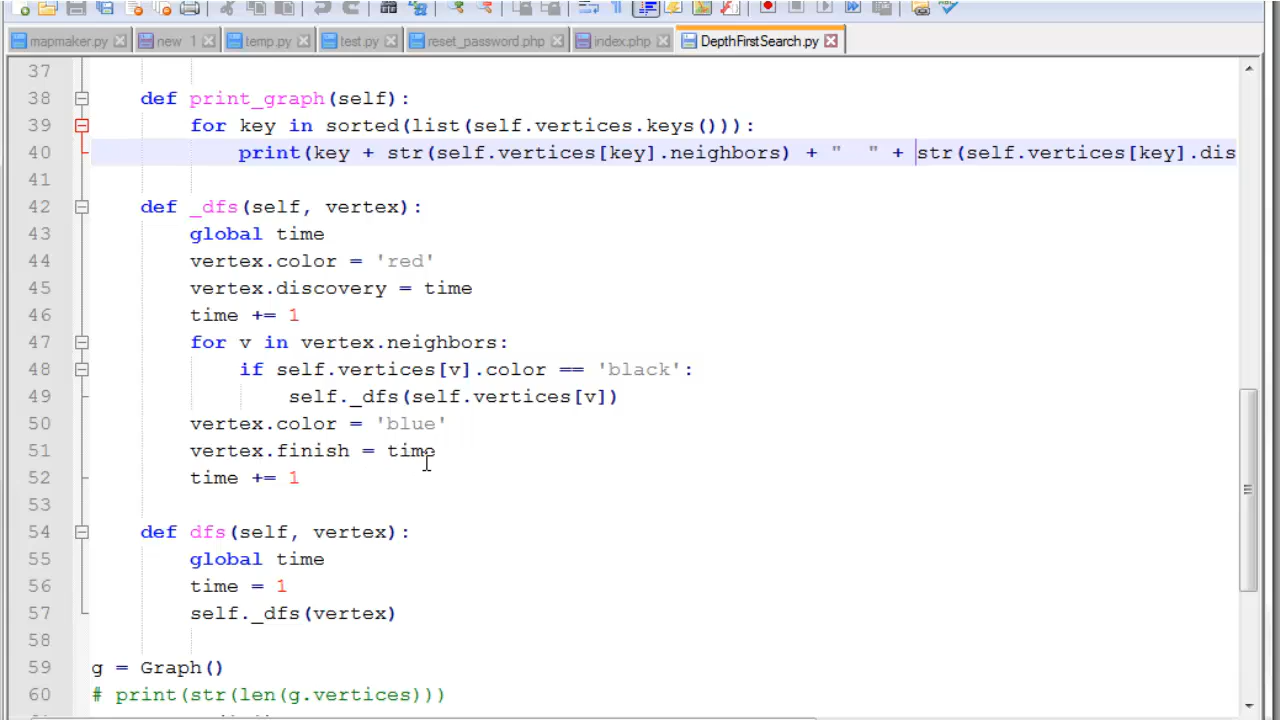 mapmaker.py new 1 temp.py test.py reset_password.php index.php DepthFirstSearch.py
37
38 def print_graph(self):
39 for key in sorted(list(self.vertices.keys())):
40 print(key + str(self.vertices[key].neighbors) + "  " + str(self.vertices[key].dis
41
42 def _dfs(self, vertex):
43 global time
44 vertex.color = 'red'
45 vertex.discovery = time
46 time += 1
47 for v in vertex.neighbors:
48 if self.vertices[v].color == 'black':
49 self._dfs(self.vertices[v])
50 vertex.color = 'blue'
51 vertex.finish = time
52 time += 1
53
54 def dfs(self, vertex):
55 global time
56 time = 1
57 self._dfs(vertex)
58
59 g = Graph()
60 # print(str(len(g.vertices)))